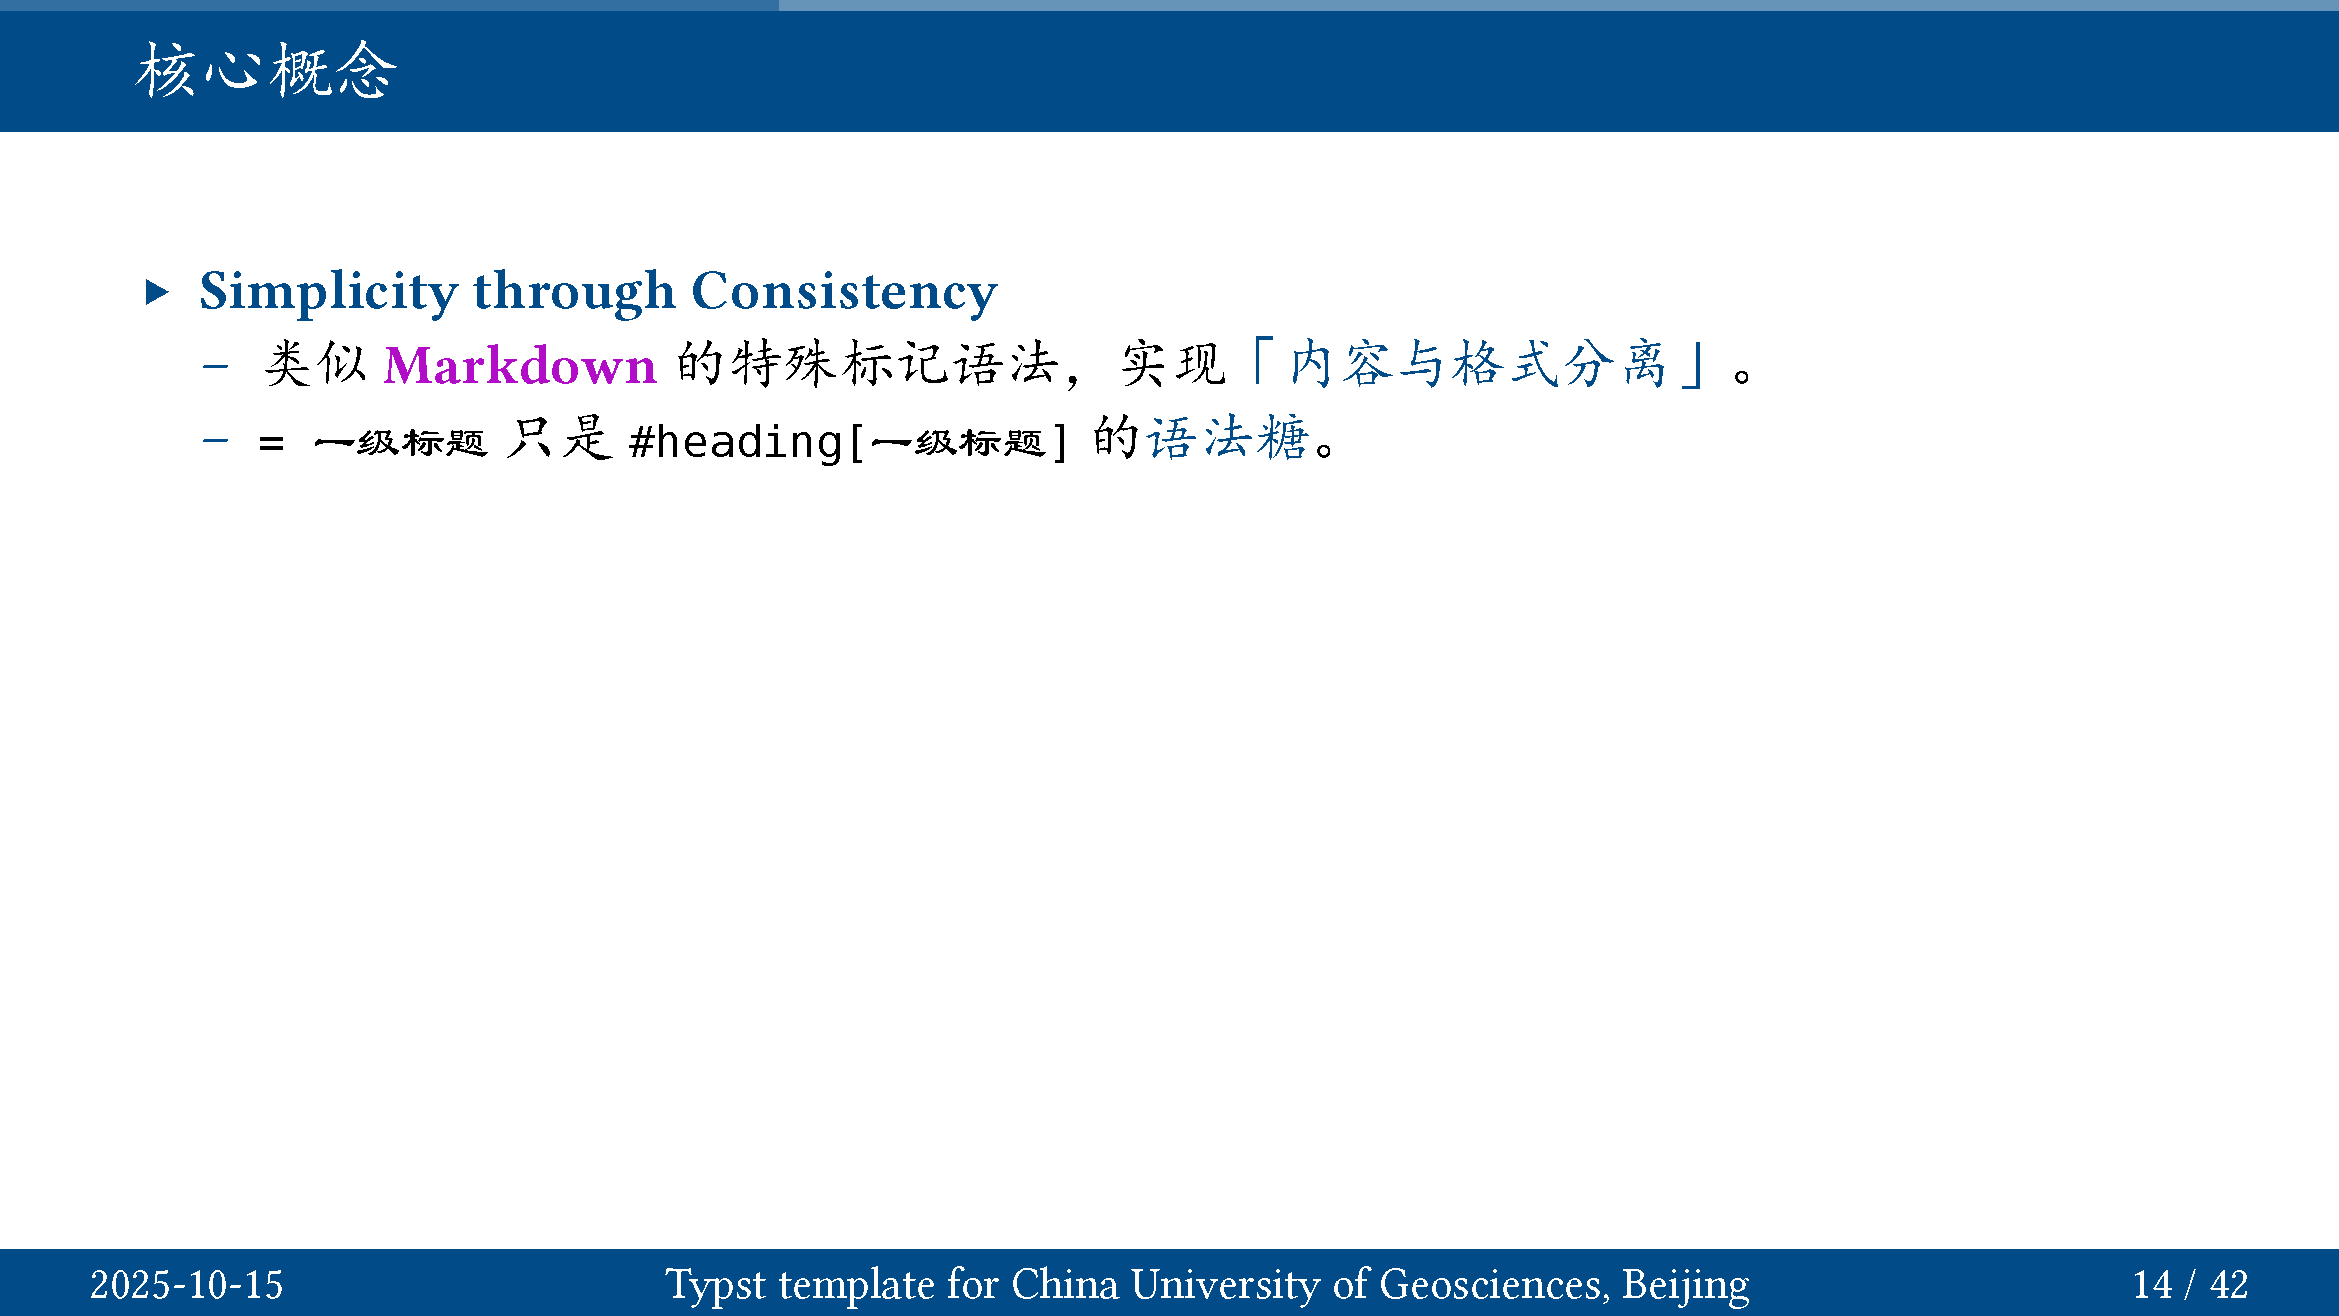 核心概念
▶ Simplicity through Consistency
– 类似 Markdown 的特殊标记语法，实现「内容与格式分离」。
– = 一级标题 只是 #heading[一级标题] 的语法糖。
2025-10-15 Typst template for China University of Geosciences, Beijing 14 / 42